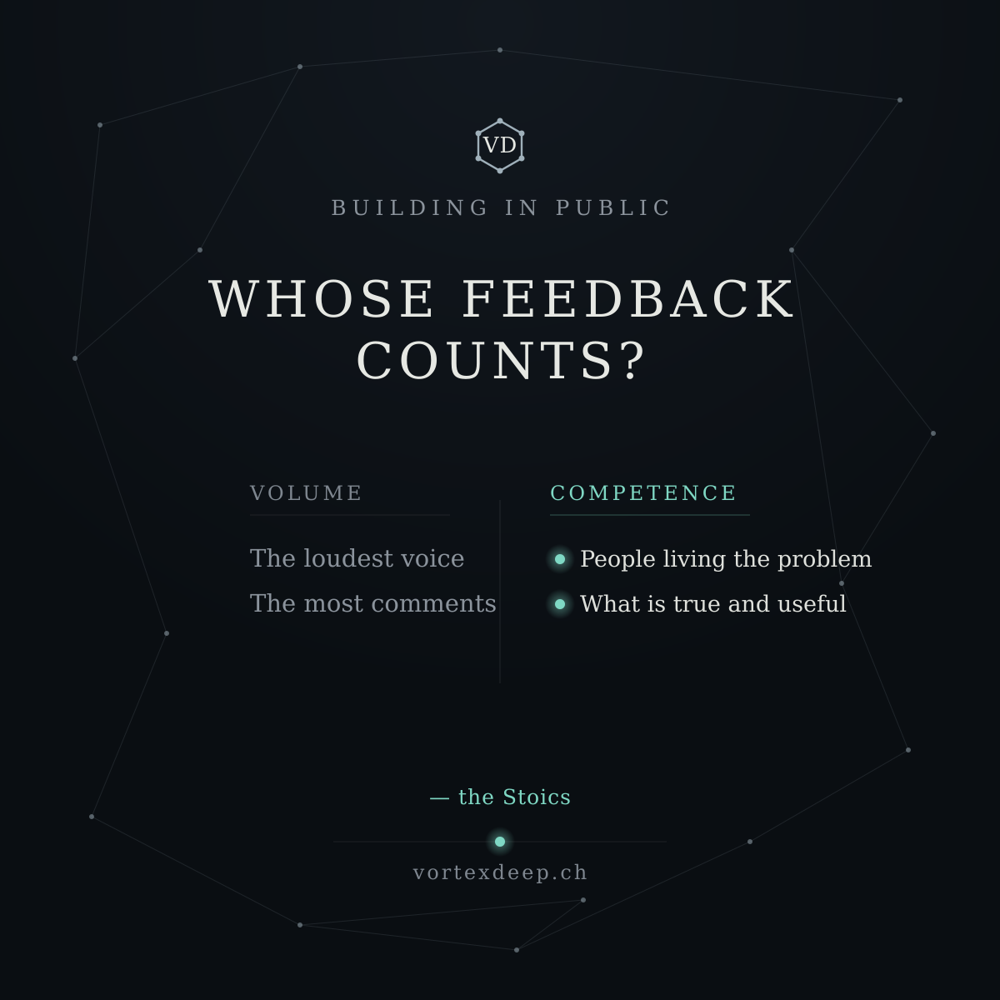 VD
BUILDING IN PUBLIC
WHOSE FEEDBACK
COUNTS?
VOLUME
The loudest voice
The most comments
COMPETENCE
People living the problem
What is true and useful
— the Stoics
vortexdeep.ch